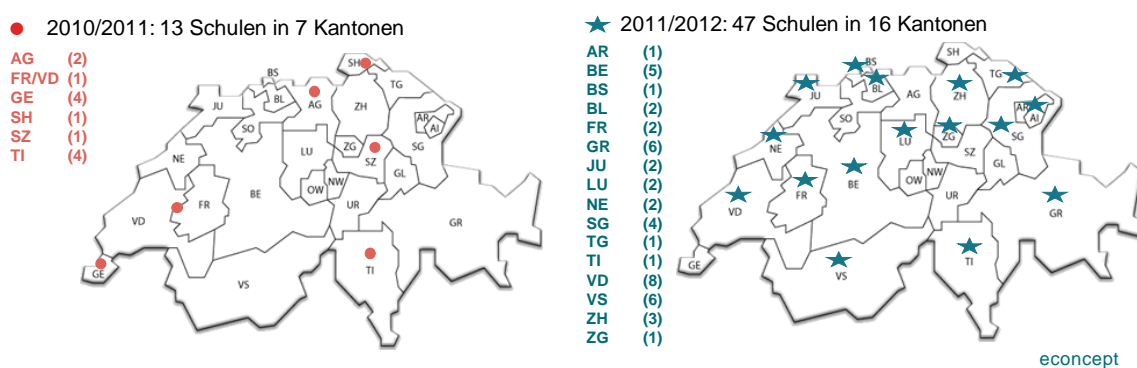 2010/2011: 13 Schulen in 7 Kantonen
AG (2)
FR/VD (1)
GE (4)
SH (1)
SZ (1)
TI (4)
SH
BS
TG
BL
JU
AG
ZH
AR
AI
SO
SG
LU
ZG
SZ
NE
GL
OW
NW
BE
UR
FR
VD
GR
TI
GE
VS
2011/2012: 47 Schulen in 16 Kantonen
AR (1)
BE (5)
BS (1)
BL (2)
FR (2)
GR (6)
JU (2)
LU (2)
NE (2)
SG (4)
TG (1)
TI (1)
VD (8)
VS (6)
ZH (3)
ZG (1)
SH
BS
TG
BL
JU
AG
ZH
AR
AI
SO
SG
LU
ZG
SZ
NE
GL
OW
NW
BE
UR
FR
VD
GR
TI
GE
VS
econcept